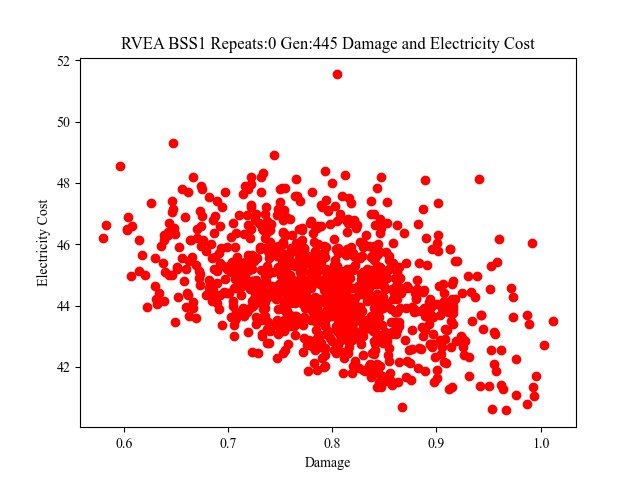 RVEA BSS1 Repeats:0 Gen:445 Damage and Electricity Cost
52
50
48
46
44
42
Electricity Cost
0.6 0.7 0.8 0.9 1.0
Damage